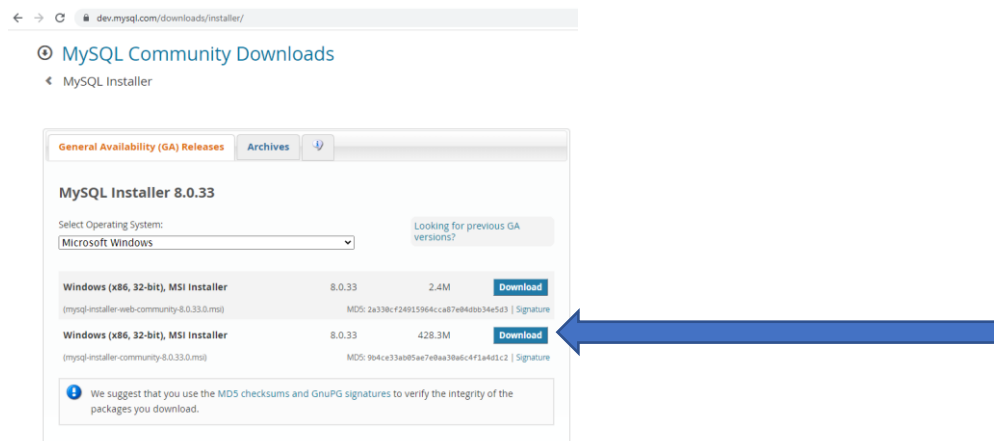 dev.mysql.com/downloads/installer/
MySQL Community Downloads
MySQL Installer
General Availability (GA) Releases Archives
MySQL Installer 8.0.33
Select Operating System:
Looking for previous GA
versions?
Microsoft Windows
Windows (x86, 32-bit), MSI Installer 8.0.33 2.4M Download
(mysql-installer-web-community-8.0.33.0.msi) MD5: 2a330cf24915964cca87e04dbb34e5d3 | Signature
Windows (x86, 32-bit), MSI Installer 8.0.33 428.3M Download
(mysql-installer-community-8.0.33.0.msi) MD5: 9b4ce33ab05ae7e0aa30a6c4f1a4d1c2 | Signature
We suggest that you use the MD5 checksums and GnuPG signatures to verify the integrity of the
packages you download.